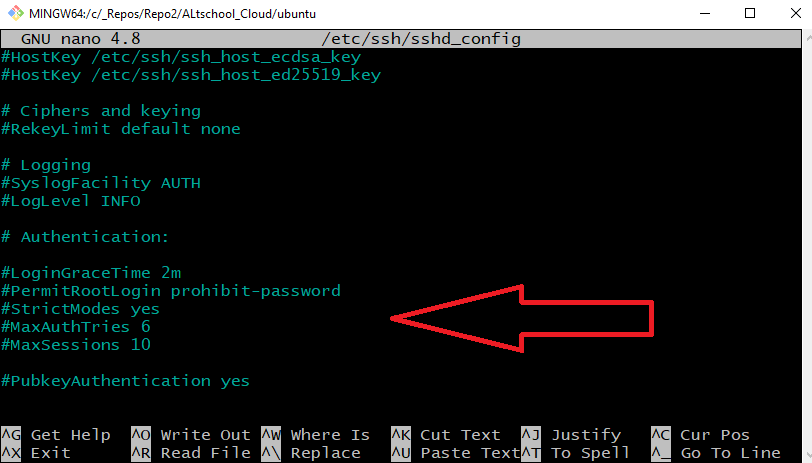 MINGW64:/c/_Repos/Repo2/ALtschool_Cloud/ubuntu
GNU nano 4.8 /etc/ssh/sshd_config
#HostKey /etc/ssh/ssh_host_ecdsa_key
#HostKey /etc/ssh/ssh_host_ed25519_key
# Ciphers and keying
#RekeyLimit default none
# Logging
#SyslogFacility AUTH
#LogLevel INFO
# Authentication:
#LoginGraceTime 2m
#PermitRootLogin prohibit-password
#StrictModes yes
#MaxAuthTries 6
#MaxSessions 10
#PubkeyAuthentication yes
^G Get Help ^O Write Out ^W Where Is ^K Cut Text ^J Justify ^C Cur Pos
^X Exit ^R Read File ^\ Replace ^U Paste Text ^T To Spell ^_ Go To Line